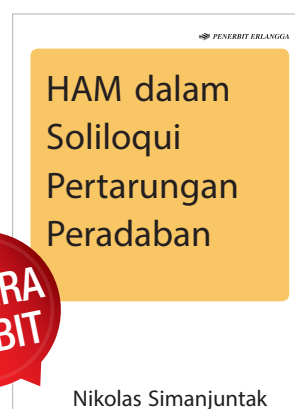 PENERBIT ERLANGGA
HAM dalam
Soliloqui
Pertarungan
Peradaban
Nikolas Simanjuntak